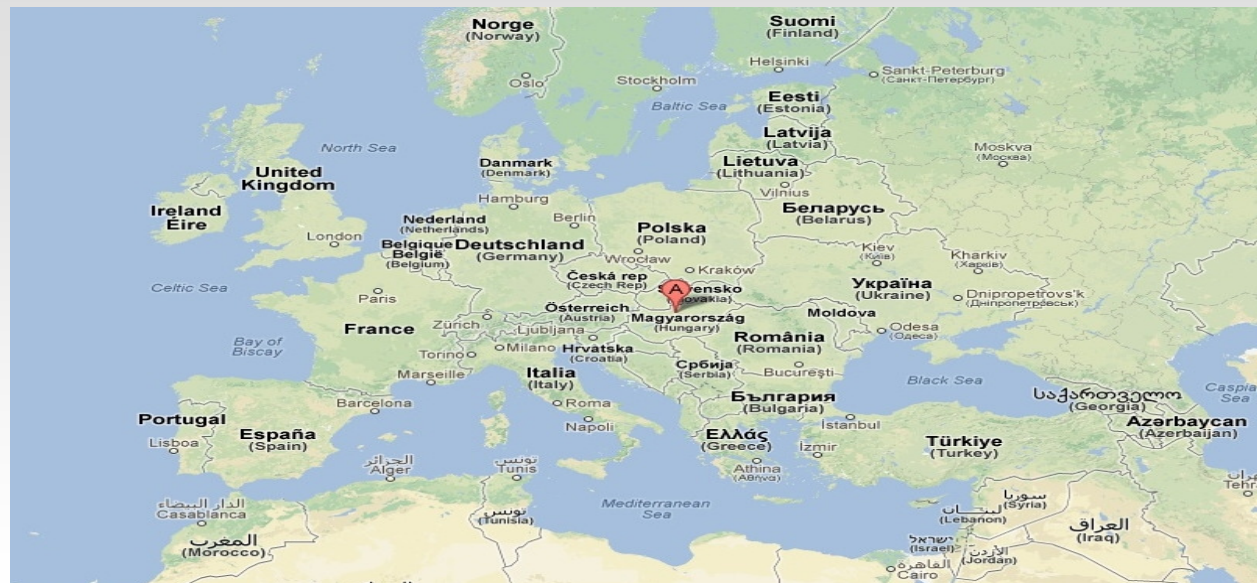 Norge
(Norway)
Suomi
(Finland)
Helsinki
Sankt-Peterburg
(Санкт-Петербург)
Oslo
Stockholm
Baltic Sea
Eesti
(Estonia)
Latvija
(Latvia)
Lietuva
(Lithuania)
Vilnius
Moskva
(Москва)
North Sea
Danmark
(Denmark)
United
Kingdom
Ireland
Éire
Hamburg
Беларусь
(Belarus)
Nederland
(Netherlands)
Berlin
London
Polska
(Poland)
Belgique
België
(Belgium)
Deutschland
(Germany)
Wrocław
Kraków
Kiev
(Київ)
Kharkiv
(Харків)
Celtic Sea
Paris
Česká rep
(Czech Rep)
A
Україна
(Ukraine)
Dnipropetrovs'k
(Дніпропетровськ)
Österreich
(Austria)
Magyarország
(Hungary)
Moldova
France
Zürich
Ljubljana
Odesa
(Одеса)
Bay of
Biscay
Torino
Milano
Hrvatska
(Croatia)
România
(Romania)
Србија
(Serbia)
Marseille
Italia
(Italy)
Bucureşti
Black Sea
Caspia
Sea
Portugal
Barcelona
Roma
България
(Bulgaria)
საქართველო
(Georgia)
Azərbaycan
(Azerbaijan)
Lisboa
España
(Spain)
Napoli
Ελλάς
(Greece)
İstanbul
İzmir
Türkiye
(Turkey)
الجزائر
Alger
تونس
Tunis
Athina
(Αθήνα)
Tehra
الدار البيضاء
Casablanca
تونس
(Tunisia)
Mediterranean
Sea
سوريا
(Syria)
لبنان
(Lebanon)
العراق
(Iraq)
المغرب
(Morocco)
ישראל
(Israel)
الأردن
(Jordan)
القاهرة
Cairo